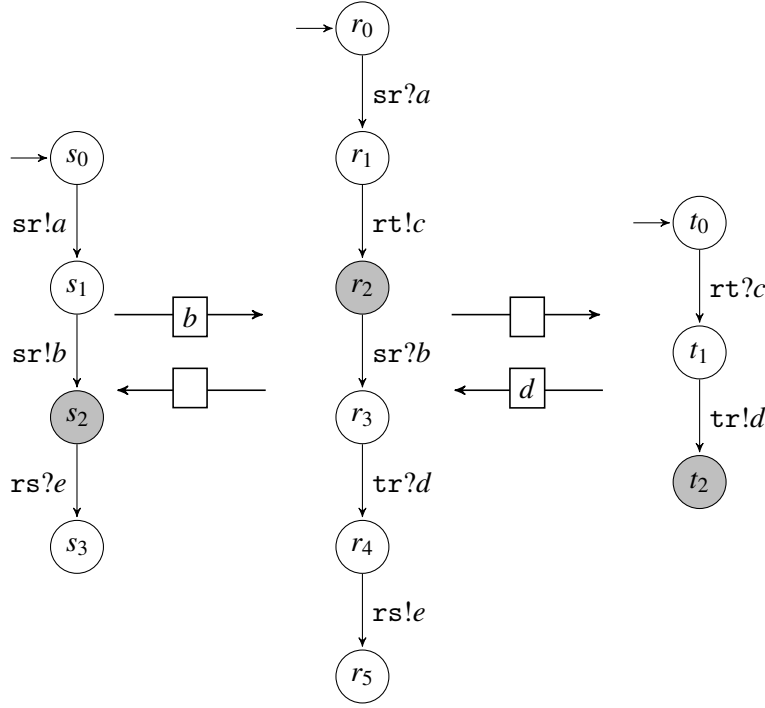 r0
sr?a
s0
r1
sr!a
rt!c
t0
s1
b
r2
rt?c
sr!b
sr?b
t1
s2
r3
d
tr!d
rs?e
tr?d
t2
s3
r4
rs!e
r5